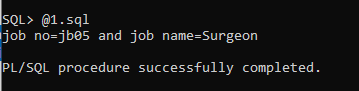 SQL> @1.sql
job no=jb05 and job name=Surgeon
PL/SQL procedure successfully completed.